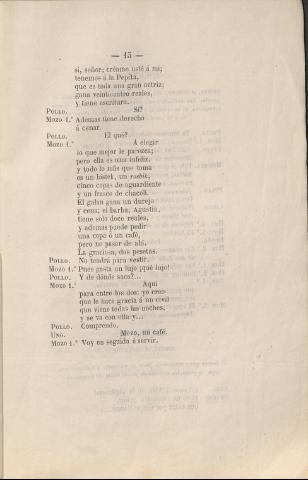 — 13 —
si, señor; créame usté á mí;
tenemos á la Pepita,
que es toda una gran actriz;
gana veinticuatro reales,
y tiene escritura.
POLLO. Sí?
MOZO 1.° Ademas tiene derecho
á cenar.
POLLO. El qué?
MOZO 1.° A elegir
lo que mejor le parezca;
pero ella es una infeliz,
y todo lo más que toma
es un bistek, un rosbif,
cinco copas de aguardiente
y un frasco de chacolí.
El galan gana un durejo
y cena; el barba, Agustin,
tiene solo doce reales,
y ademas puede pedir
una copa ó un café,
pero no pasar de ahí.
La graciosa, dos pesetas.
POLLO. No tendrá para vestir.
MOZO 1.° Pues gasta un lujo ¡qué lujo!
POLLO. Y de dónde saca?...
MOZO 1.° Aquí
para entre los dos: yo creo
que le hace gracia á un civil
que viene todas las noches,
y se va con ella y...
POLLO. Comprendo.
UNO. Mozo, un café.
MOZO 1.° Voy en seguida á servir.